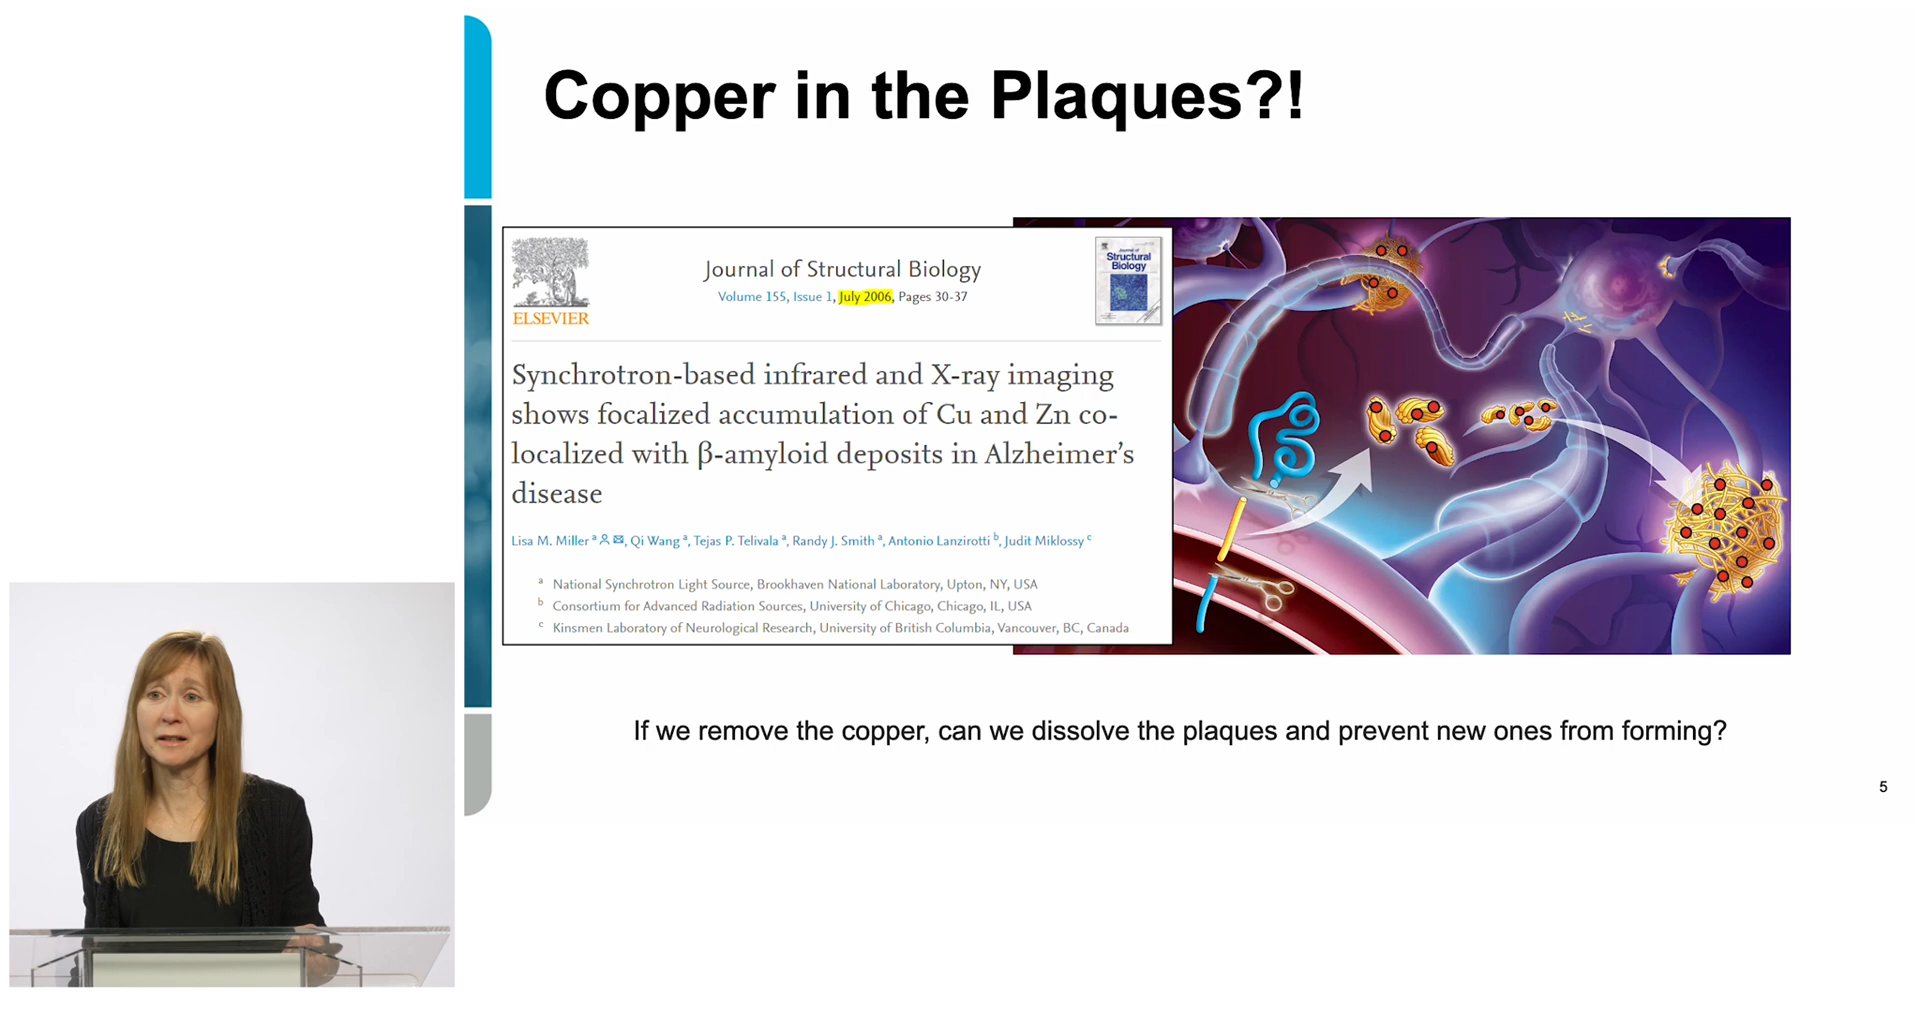 Copper in the Plaques?!
ELSEVIER
Journal of Structural Biology
Volume 155, Issue 1, July 2006, Pages 30-37
Structural
Biology
Synchrotron-based infrared and X-ray imaging
shows focalized accumulation of Cu and Zn co-
localized with β-amyloid deposits in Alzheimer's
disease
Lisa M. Miller a, Qi Wang a, Tejas P. Telivala a, Randy J. Smith a, Antonio Lanzirotti b, Judit Miklossy c
a National Synchrotron Light Source, Brookhaven National Laboratory, Upton, NY, USA
b Consortium for Advanced Radiation Sources, University of Chicago, Chicago, IL, USA
c Kinsmen Laboratory of Neurological Research, University of British Columbia, Vancouver, BC, Canada
If we remove the copper, can we dissolve the plaques and prevent new ones from forming?
5